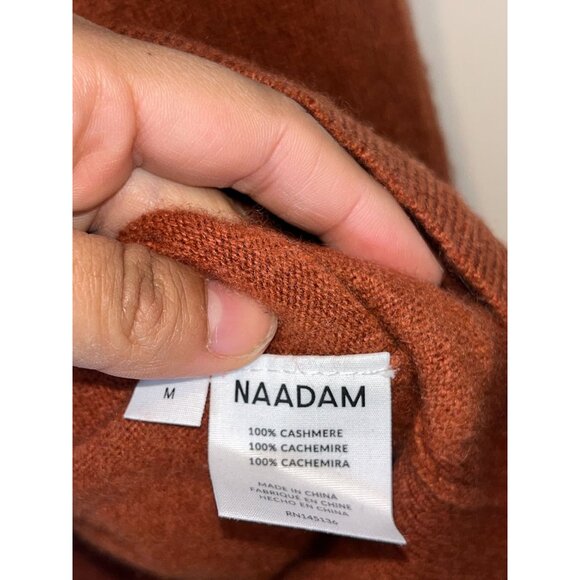 M
NAADAM
100% CASHMERE
100% CACHEMIRE
100% CACHEMIRA
MADE IN CHINA
FABRIQUÉ EN CHINE
HECHO EN CHINA
RN145136